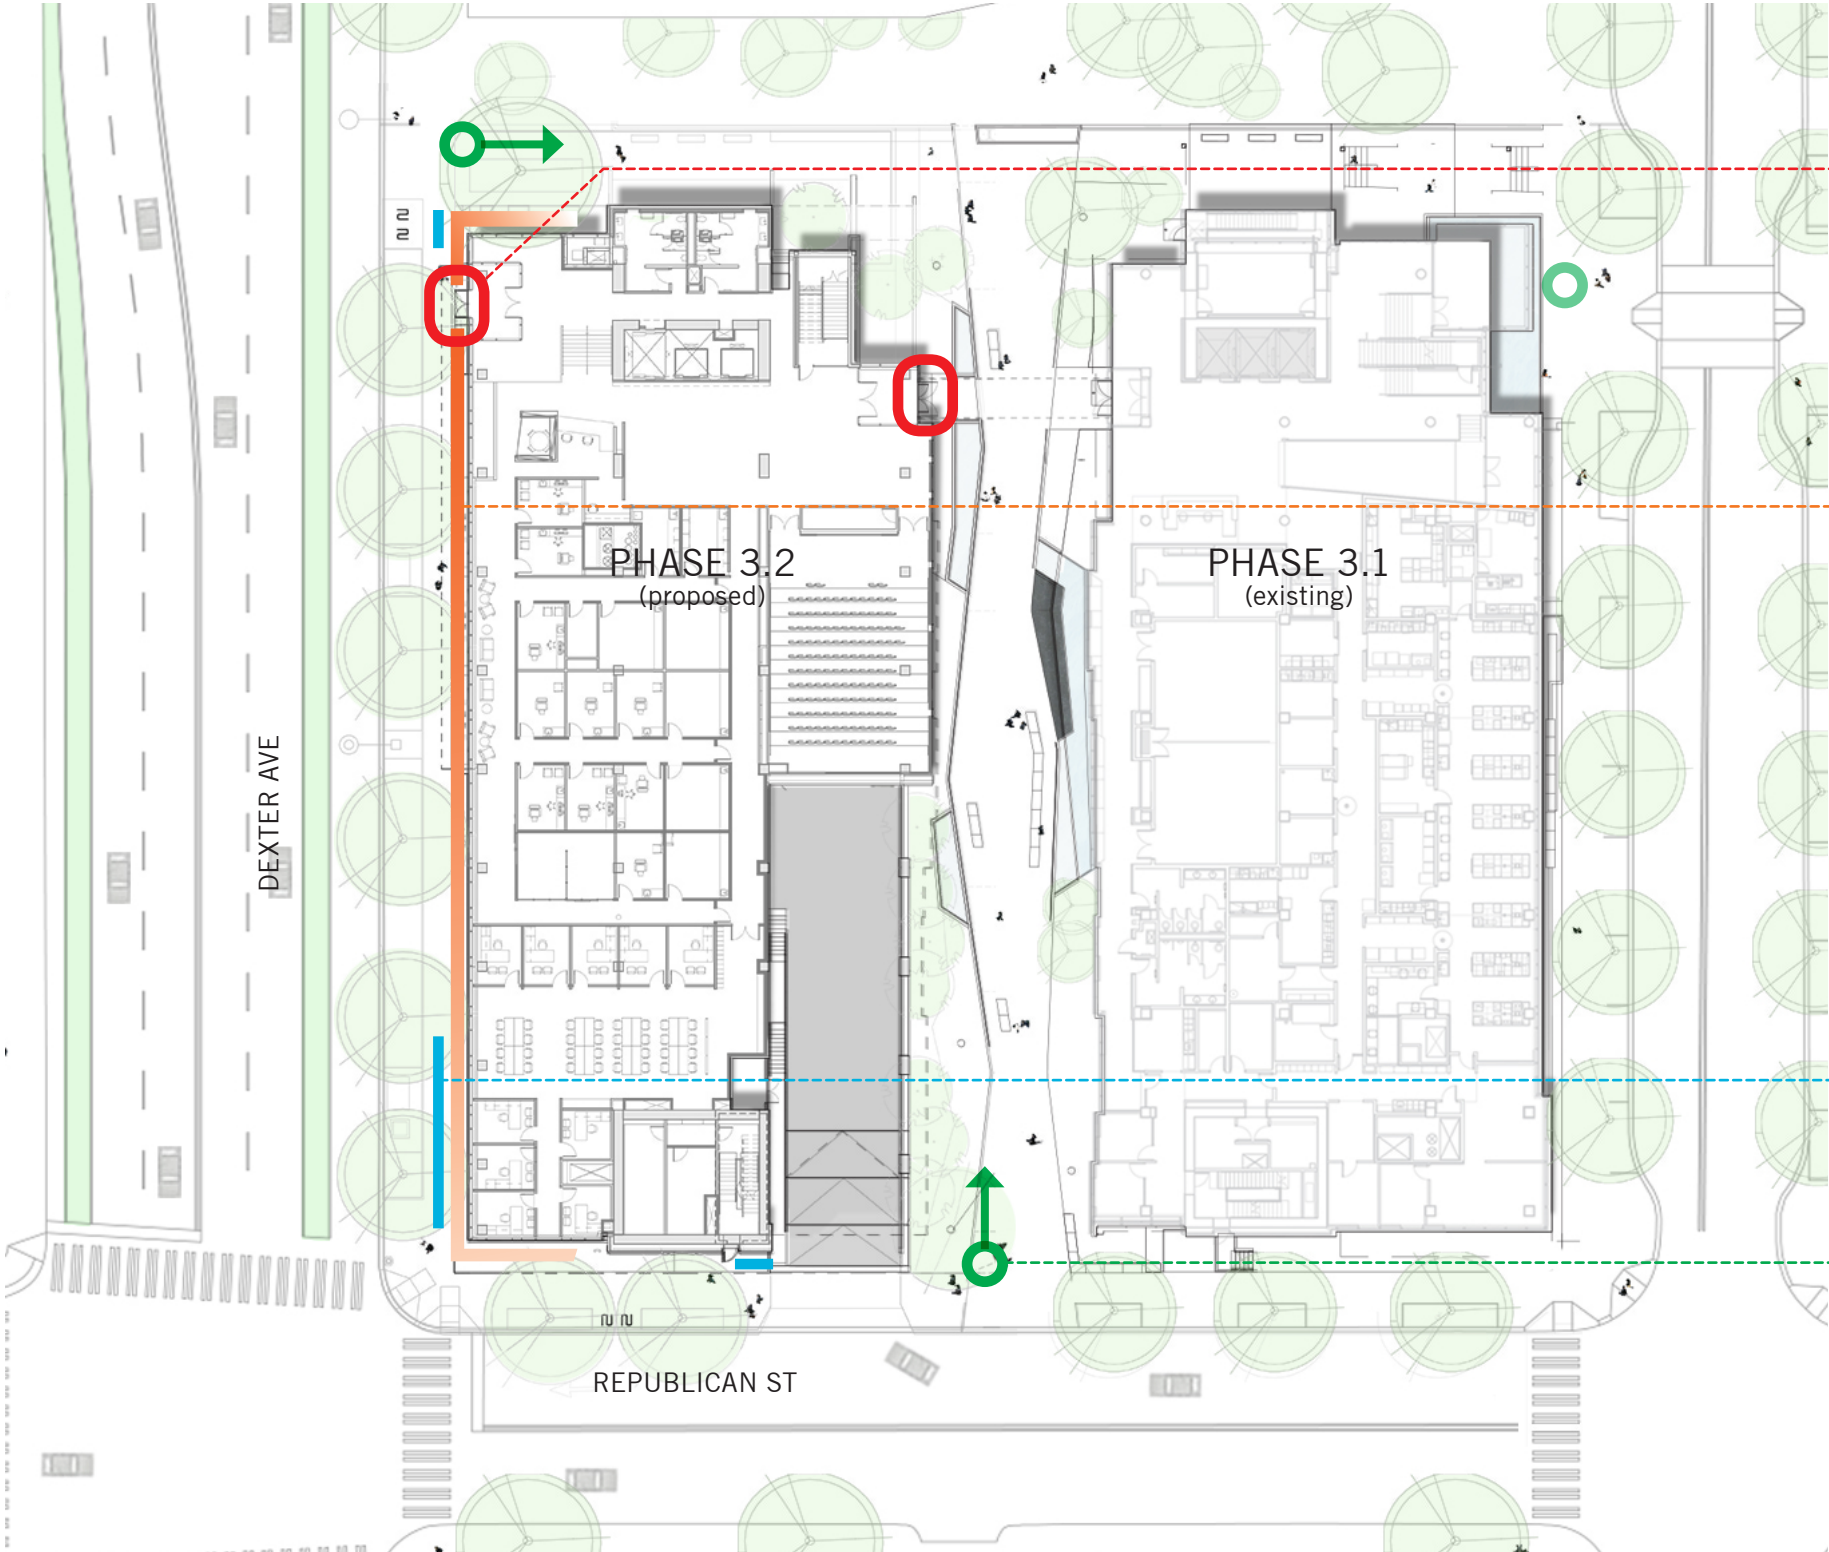 PHASE 3.2
(proposed)
PHASE 3.1
(existing)
DEXTER AVE
REPUBLICAN ST